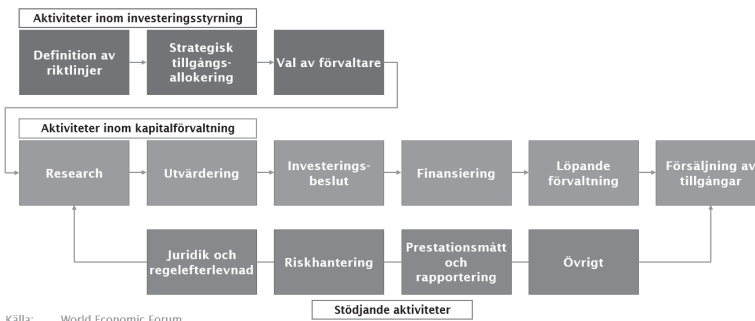 Aktiviteter inom investeringsstyrning
Definition av
riktlinjer
Strategisk
tillgångs-
allokering
Val av förvaltare
Aktiviteter inom kapitalförvaltning
Research
Utvärdering
Investerings-
beslut
Finansiering
Löpande
förvaltning
Försäljning av
tillgångar
Juridik och
regelefterlevnad
Riskhantering
Prestationsmått
och
rapportering
Övrigt
Stödjande aktiviteter
Källa: World Economic Forum